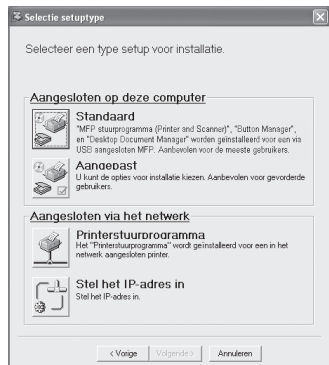 Selectie setuptype
Selecteer een type setup voor installatie.
Aangesloten op deze computer
Standaard
"MFP stuurprogramma (Printer and Scanner)", "Button Manager",
en "Desktop Document Manager" worden geïnstalleerd voor een via
USB aangesloten MFP. Aanbevolen voor de meeste gebruikers.
Aangepast
U kunt de opties voor installatie kiezen. Aanbevolen voor gevorderde
gebruikers.
Aangesloten via het netwerk
Printerstuurprogramma
Het "Printerstuurprogramma" wordt geïnstalleerd voor een in het
netwerk aangesloten printer.
Stel het IP-adres in
Stel het IP-adres in.
< Vorige Volgende > Annuleren